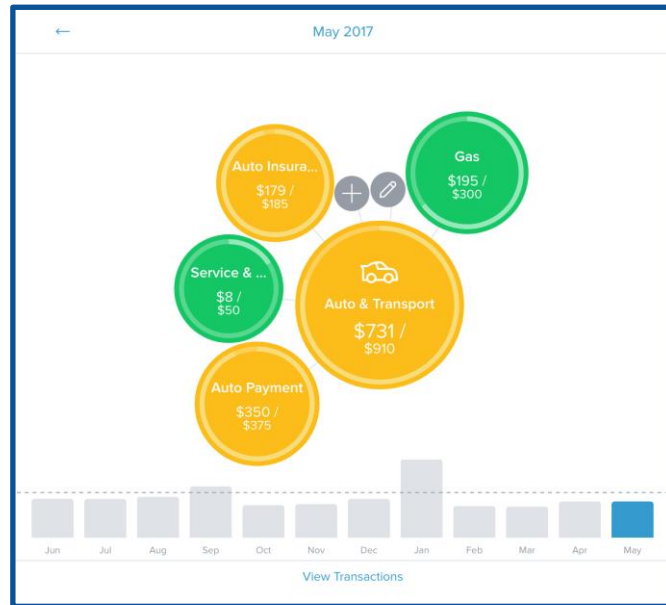 ←
May 2017
Auto Insura...
$179 /
$185
Gas
$195 /
$300
Service & ...
$8 /
$50
Auto & Transport
$731 /
$910
Auto Payment
$350 /
$375
Jun Jul Aug Sep Oct Nov Dec Jan Feb Mar Apr May
View Transactions